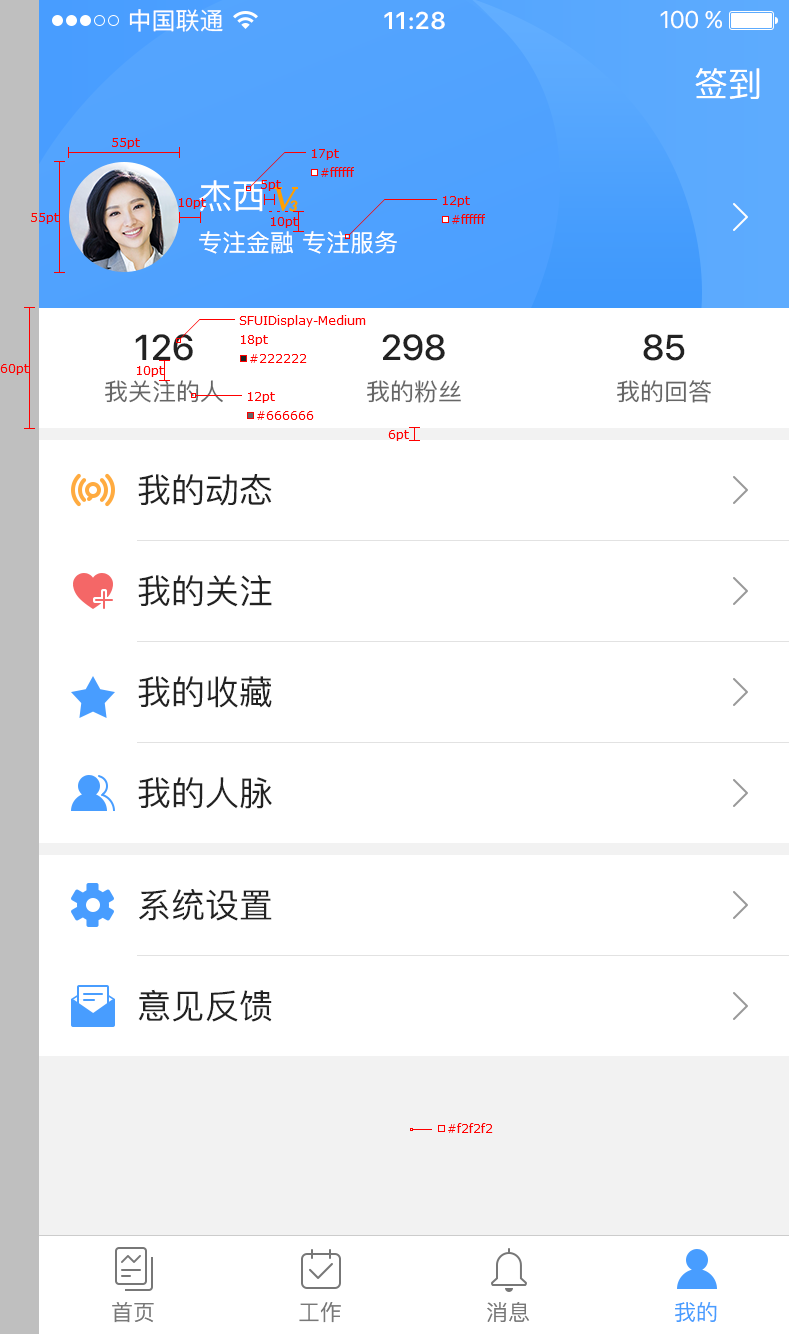 中国联通 11:28 100 %
签到
55pt
17pt
#ffffff
55pt
10pt
杰西
5pt
V3
10pt
12pt
#ffffff
专注金融 专注服务
SFUIDisplay-Medium
18pt
#222222
60pt
126 298 85
10pt
我关注的人 我的粉丝 我的回答
12pt
#666666
6pt
我的动态
我的关注
我的收藏
我的人脉
系统设置
意见反馈
#f2f2f2
首页 工作 消息 我的